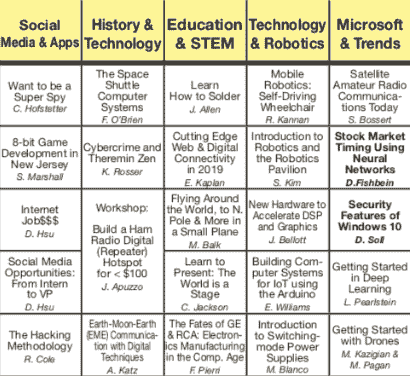 Social
Media & Apps
History &
Technology
Education
& STEM
Technology
& Robotics
Microsoft
& Trends
Want to be a
Super Spy
C. Hofstetter
The Space
Shuttle
Computer
Systems
F. O'Brien
Learn
How to Solder
J. Allen
Mobile
Robotics:
Self-Driving
Wheelchair
R. Kannan
Satellite
Amateur Radio
Communica-
tions Today
S. Bossert
8-bit Game
Development in
New Jersey
S. Marshall
Cybercrime and
Theremin Zen
K. Rosser
Cutting Edge
Web & Digital
Connectivity
in 2019
E. Kaplan
Introduction to
Robotics and
the Robotics
Pavilion
S. Kim
Stock Market
Timing Using
Neural
Networks
D.Fishbein
Internet
Job$$$
D. Hsu
Workshop:
Build a Ham
Radio Digital
(Repeater)
Hotspot
for < $100
J. Apuzzo
Flying Around
the World, to N.
Pole & More in
a Small Plane
M. Balk
New Hardware to
Accelerate DSP
and Graphics
J. Bellott
Security
Features of
Windows 10
D. Soll
Social Media
Opportunities:
From Intern
to VP
D. Hsu
Learn to
Present: The
World is a
Stage
C. Jackson
Building Com-
puter Systems
for IoT using
the Arduino
E. Williams
Getting Started
in Deep
Learning
L. Pearlstein
The Hacking
Methodology
R. Cole
Earth-Moon-Earth
(EME) Communica-
tion with Digital
Techniques
A. Katz
The Fates of GE
& RCA: Electron-
ics Manufacturing
in the Comp. Age
F. Pierri
Introduction
to Switching-
mode Power
Supplies
M. Blanco
Getting Started
with Drones
M. Kazigian &
M. Pagan